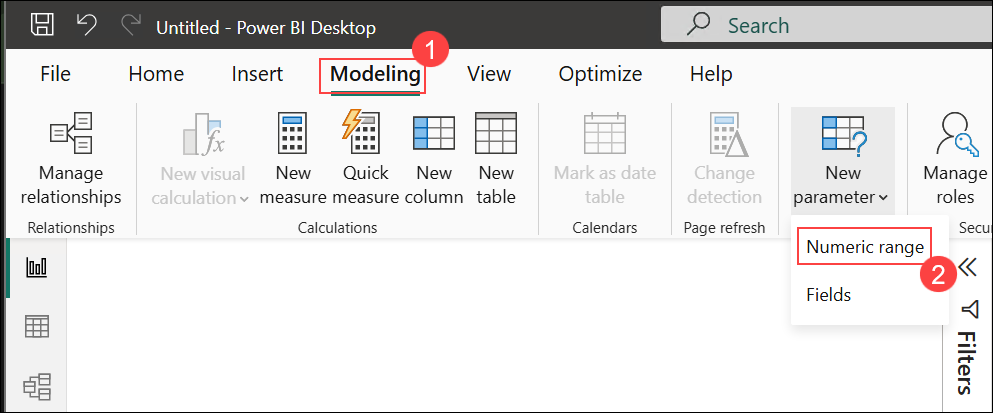 Untitled - Power BI Desktop
Search
1
File Home Insert Modeling View Optimize Help
Manage
relationships
New visual
calculation
New
measure
Quick
measure
New
column
New
table
Mark as date
table
Change
detection
New
parameter
Manage
roles
Relationships
Calculations
Calendars
Page refresh
Secu
Numeric range
2
Fields
Filters